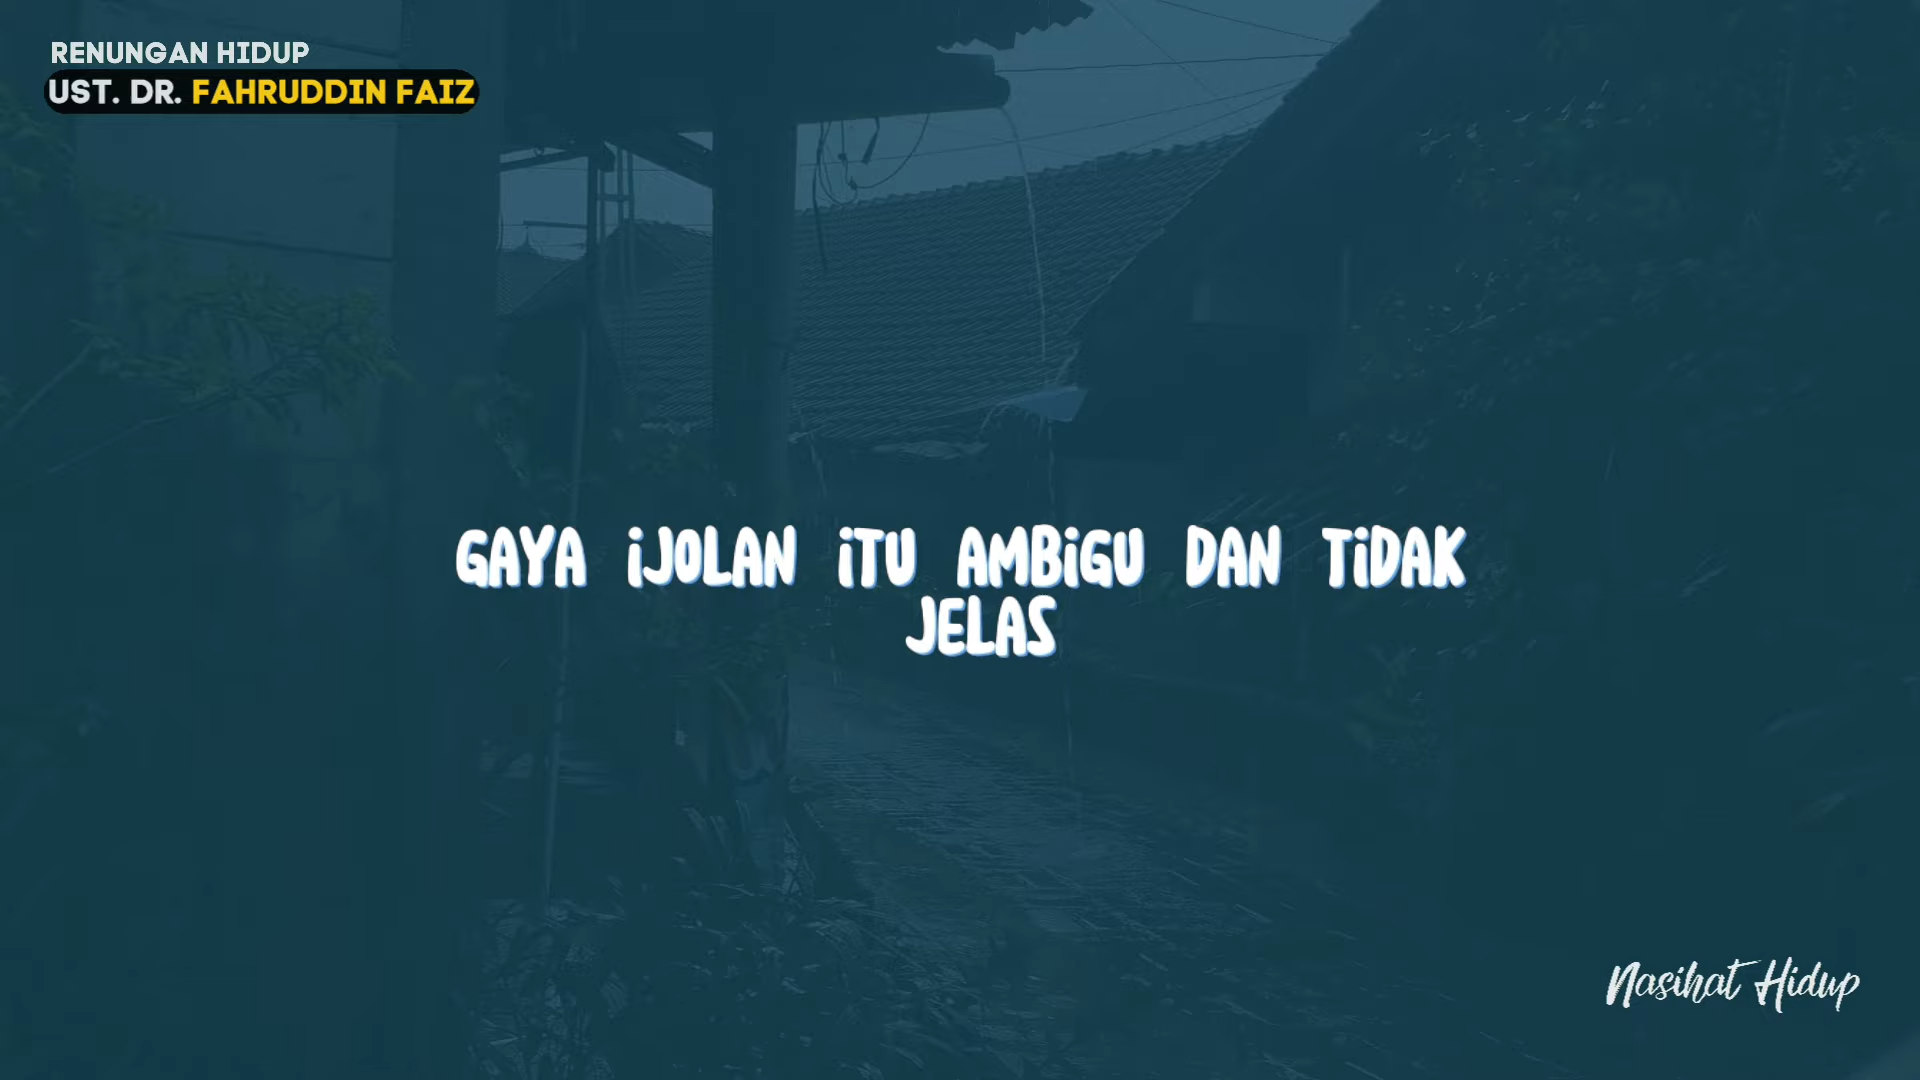 RENUNGAN HIDUP
UST. DR. FAHRUDDIN FAIZ
GAYA iJOLAN iTU AMBiGU DAN TiDAK
JELAS
Nasihat Hidup